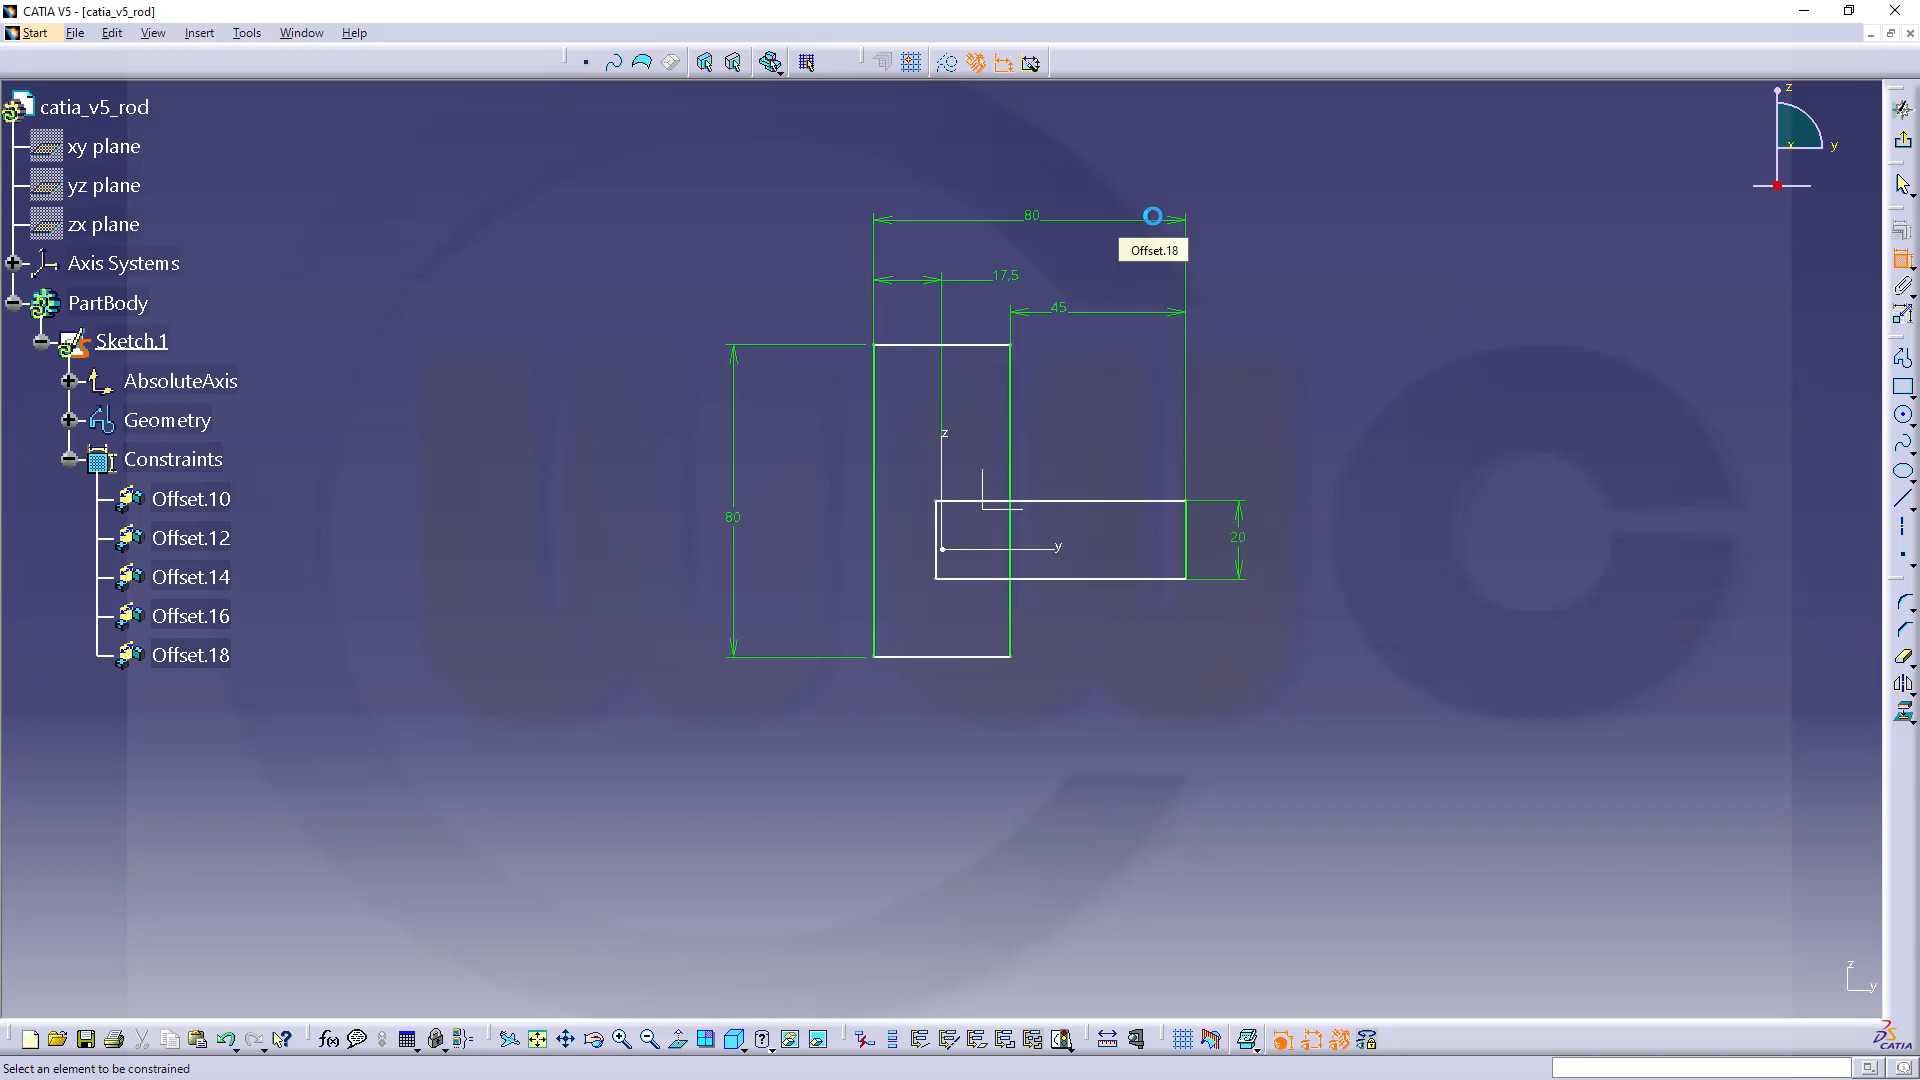 CATIA V5 - [catia_v5_rod]
Start File Edit View Insert Tools Window Help
catia_v5_rod
xy plane
yz plane
zx plane
Axis Systems
PartBody
Sketch.1
AbsoluteAxis
Geometry
Constraints
Offset.10
Offset.12
Offset.14
Offset.16
Offset.18
z
x
y
80
Offset.18
17,5
45
z
80
y
20
z
y
f(x)
DS
CATIA
Select an element to be constrained